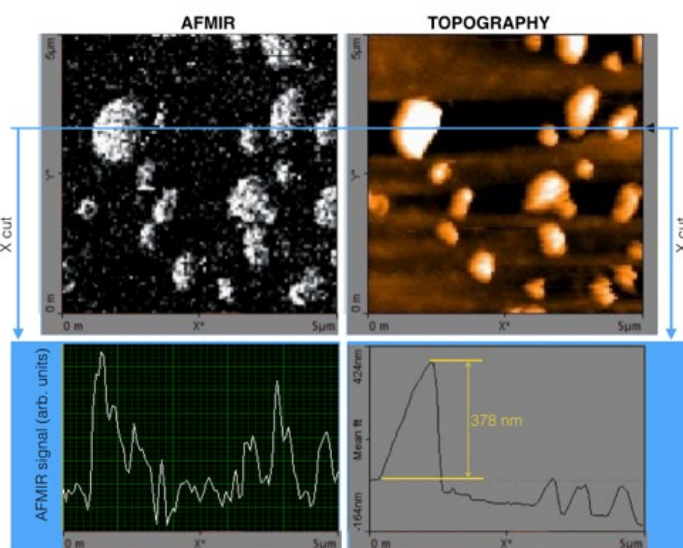 AFMIR
TOPOGRAPHY
5µm
Y*
0 m
0 m
X*
5µm
5µm
Y*
0 m
0 m
X*
5µm
X cut
X cut
AFMIR signal (arb. units)
0 m
X*
5µm
424nm
Mean fit
-164nm
378 nm
0 m
X*
5µm